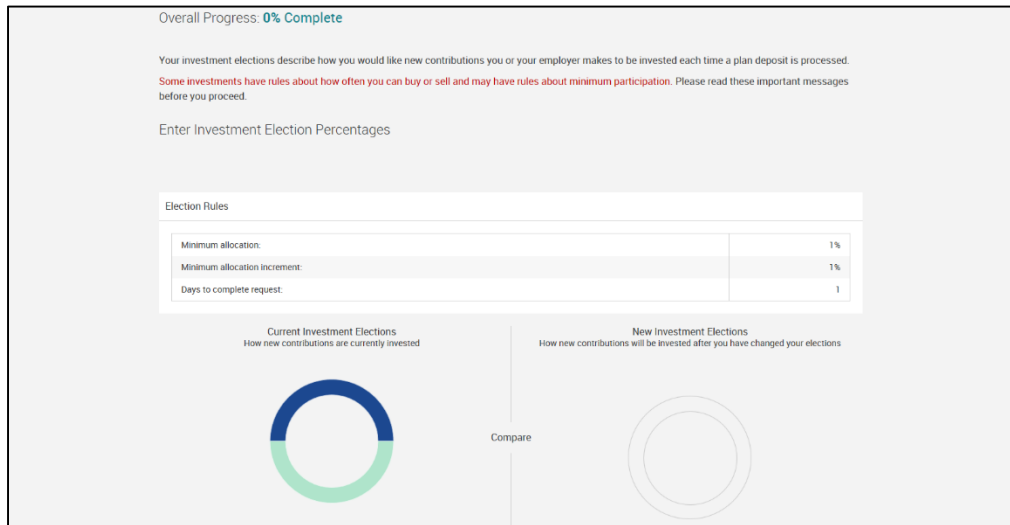 Overall Progress: 0% Complete
Your investment elections describe how you would like new contributions you or your employer makes to be invested each time a plan deposit is processed.
Some investments have rules about how often you can buy or sell and may have rules about minimum participation. Please read these important messages
before you proceed.
Enter Investment Election Percentages
Election Rules
Minimum allocation: 1%
Minimum allocation increment: 1%
Days to complete request: 1
Current Investment Elections
How new contributions are currently invested
New Investment Elections
How new contributions will be invested after you have changed your elections
Compare